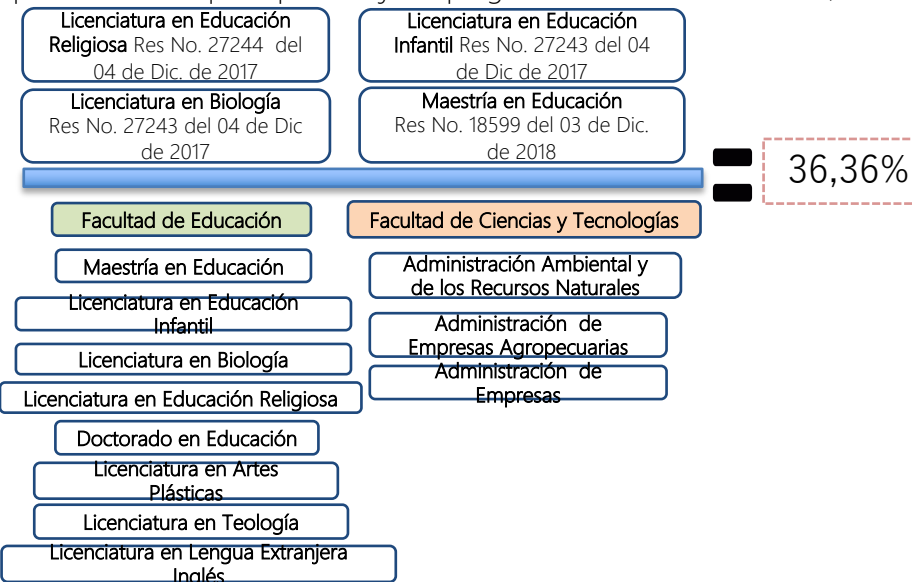 Licenciatura en Educación
Religiosa Res No. 27244 del
04 de Dic. de 2017
Licenciatura en Educación
Infantil Res No. 27243 del 04
de Dic de 2017
Licenciatura en Biología
Res No. 27243 del 04 de Dic
de 2017
Maestría en Educación
Res No. 18599 del 03 de Dic.
de 2018
36,36%
Facultad de Educación
Facultad de Ciencias y Tecnologías
Maestría en Educación
Licenciatura en Educación
Infantil
Licenciatura en Biología
Licenciatura en Educación Religiosa
Doctorado en Educación
Licenciatura en Artes
Plásticas
Licenciatura en Teología
Licenciatura en Lengua Extranjera
Inglés
Administración Ambiental y
de los Recursos Naturales
Administración de
Empresas Agropecuarias
Administración de
Empresas